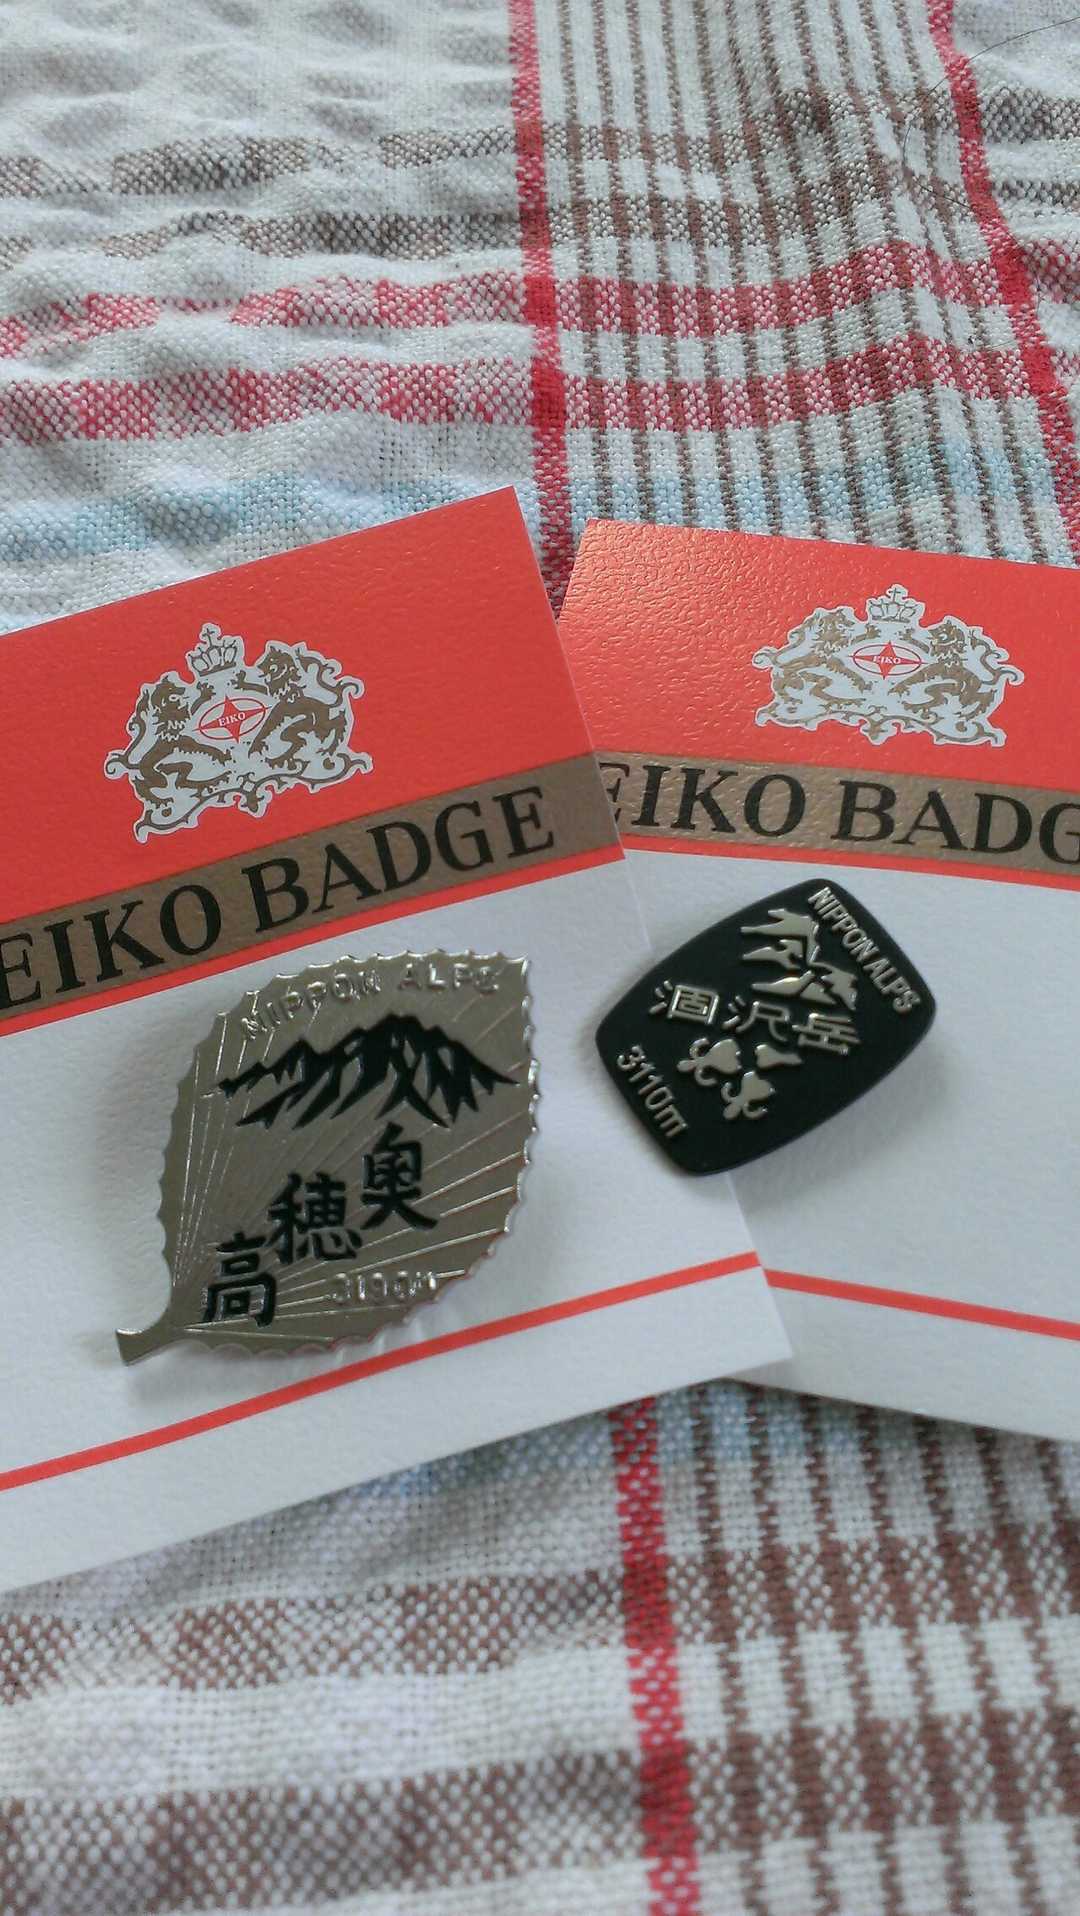 EIKO
EIKO BADGE
NIPPON ALPS
奥
穂
高
3190M
EIKO
EIKO BADG
NIPPON ALPS
涸沢岳
3110m